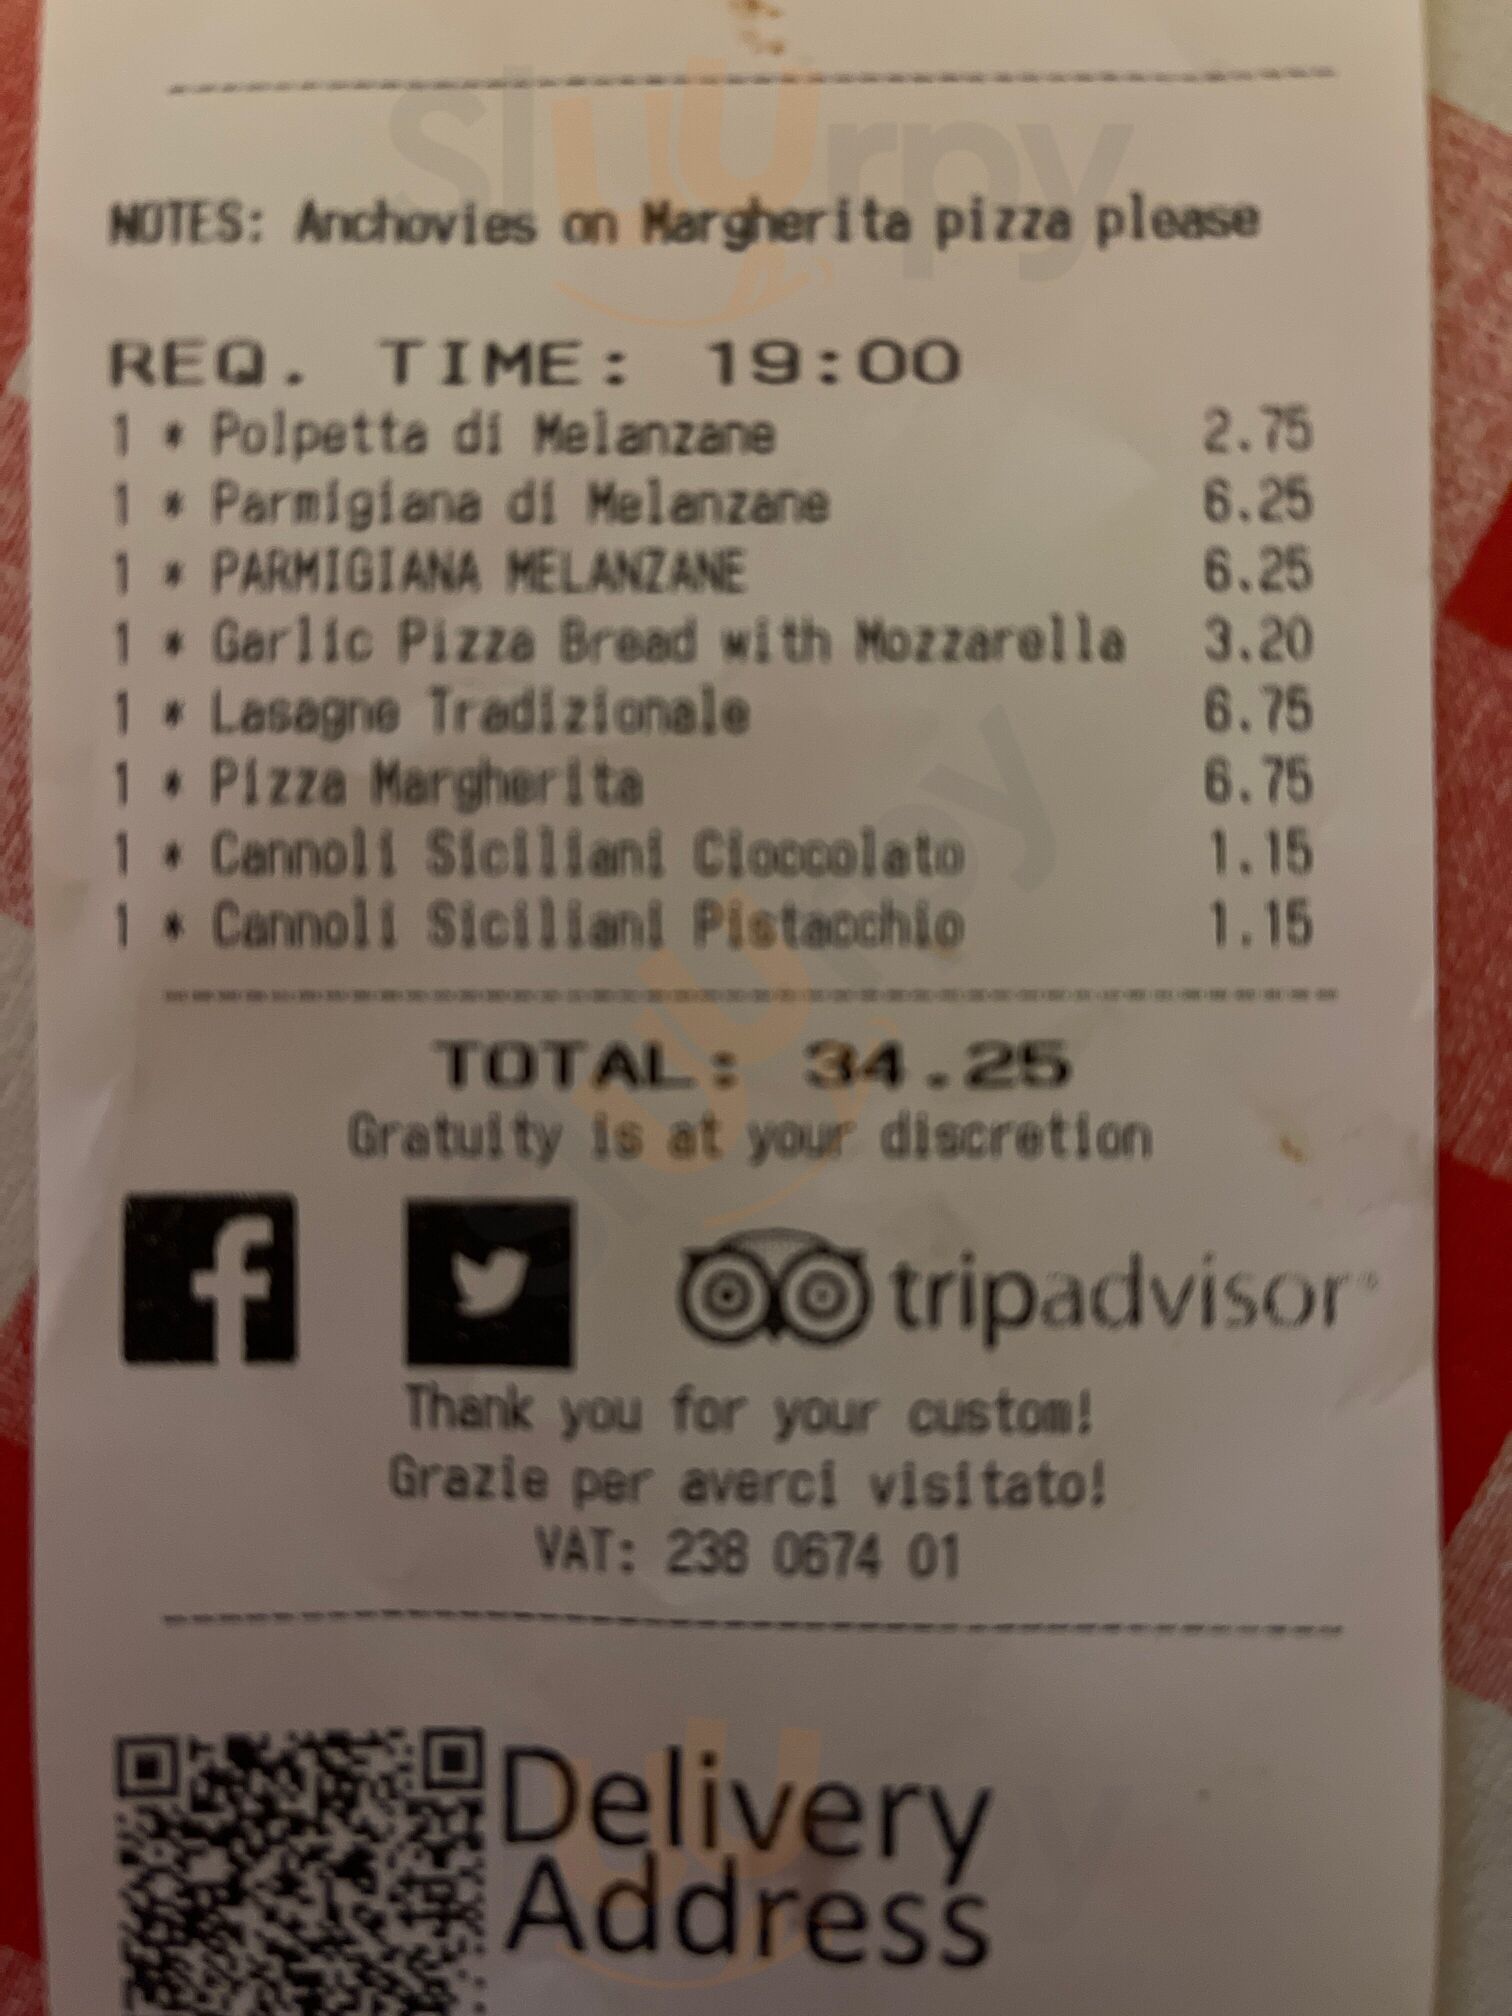 NOTES: Anchovies on Margherita pizza please
REQ. TIME: 19:00
1 * Polpetta di Melanzane 2.75
1 * Parmigiana di Melanzane 6.25
1 * PARMIGIANA MELANZANE 6.25
1 * Garlic Pizza Bread with Mozzarella 3.20
1 * Lasagne Tradizionale 6.75
1 * Pizza Margherita 6.75
1 * Cannoli Siciliani Cioccolato 1.15
1 * Cannoli Siciliani Pistacchio 1.15
TOTAL: 34.25
Gratuity is at your discretion
tripadvisor
Thank you for your custom!
Grazie per averci visitato!
VAT: 238 0674 01
Delivery
Address
sluurpy
sluurpy
sluurpy